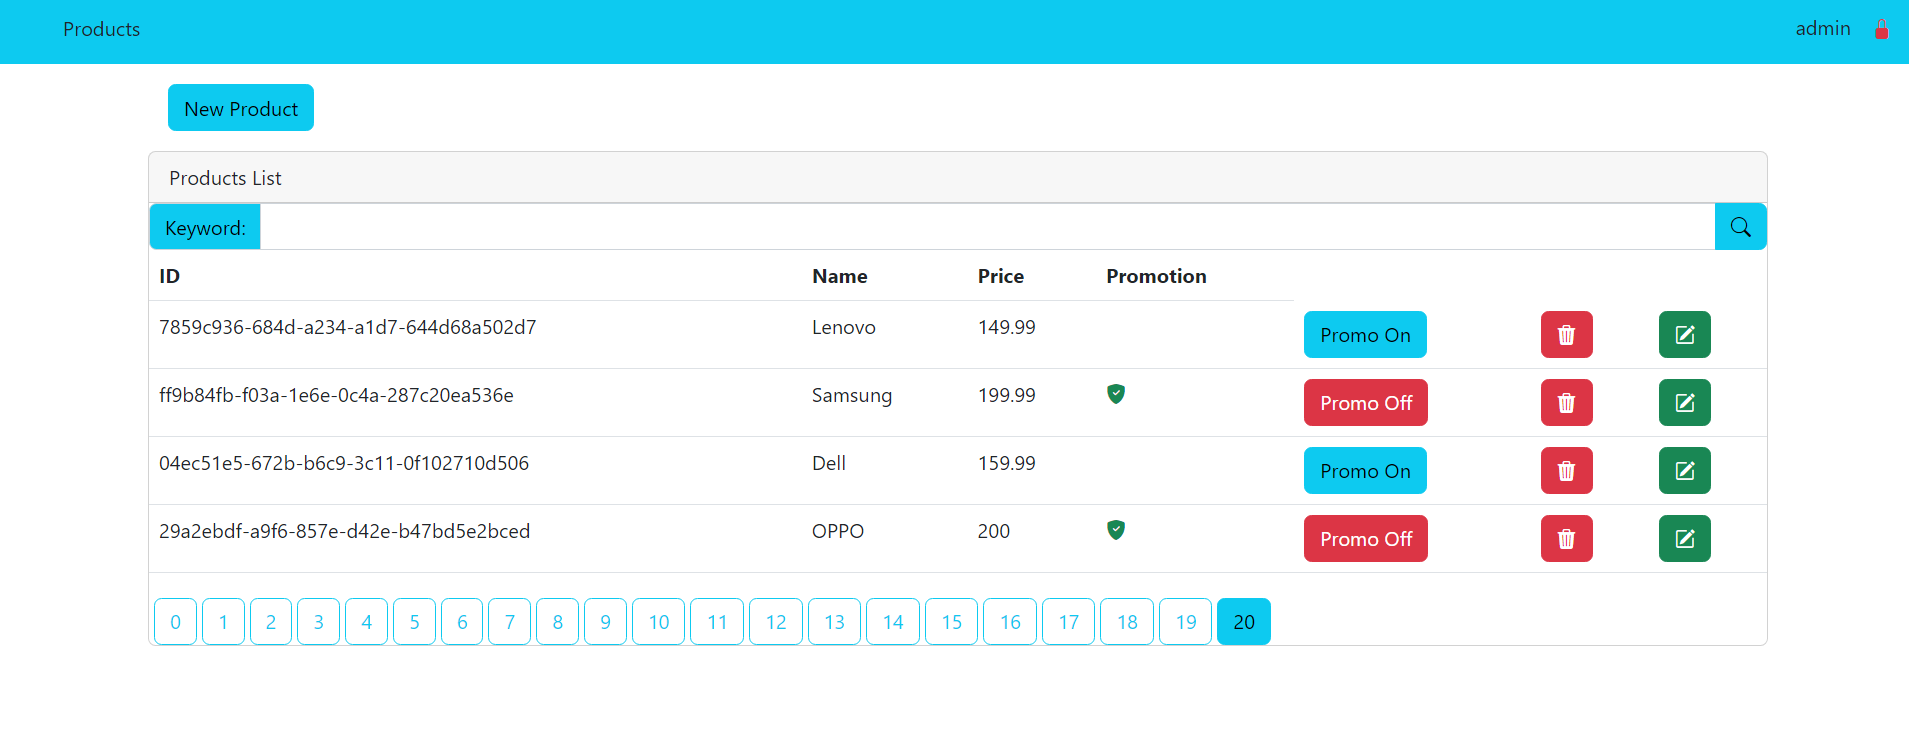 Products admin
New Product
Products List
Keyword:
ID Name Price Promotion
7859c936-684d-a234-a1d7-644d68a502d7 Lenovo 149.99 Promo On
ff9b84fb-f03a-1e6e-0c4a-287c20ea536e Samsung 199.99 Promo Off
04ec51e5-672b-b6c9-3c11-0f102710d506 Dell 159.99 Promo On
29a2ebdf-a9f6-857e-d42e-b47bd5e2bced OPPO 200 Promo Off
0 1 2 3 4 5 6 7 8 9 10 11 12 13 14 15 16 17 18 19 20